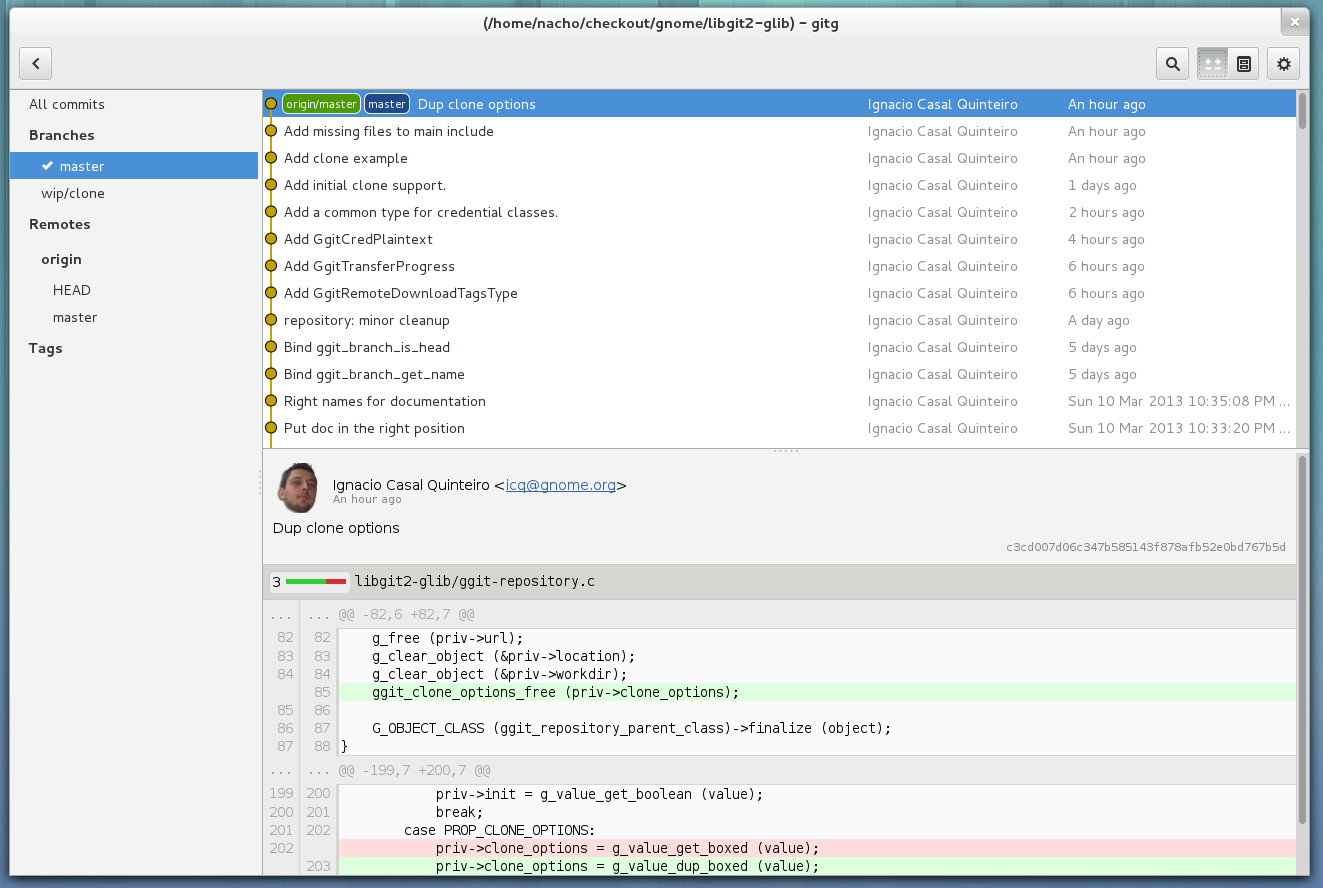 (/home/nacho/checkout/gnome/libgit2-glib) - gitg
All commits
Branches
master
wip/clone
Remotes
origin
HEAD
master
Tags
origin/master master Dup clone options Ignacio Casal Quinteiro An hour ago
Add missing files to main include Ignacio Casal Quinteiro An hour ago
Add clone example Ignacio Casal Quinteiro An hour ago
Add initial clone support. Ignacio Casal Quinteiro 1 days ago
Add a common type for credential classes. Ignacio Casal Quinteiro 2 hours ago
Add GgitCredPlaintext Ignacio Casal Quinteiro 4 hours ago
Add GgitTransferProgress Ignacio Casal Quinteiro 6 hours ago
Add GgitRemoteDownloadTagsType Ignacio Casal Quinteiro 6 hours ago
repository: minor cleanup Ignacio Casal Quinteiro A day ago
Bind ggit_branch_is_head Ignacio Casal Quinteiro 5 days ago
Bind ggit_branch_get_name Ignacio Casal Quinteiro 5 days ago
Right names for documentation Ignacio Casal Quinteiro Sun 10 Mar 2013 10:35:08 PM ...
Put doc in the right position Ignacio Casal Quinteiro Sun 10 Mar 2013 10:33:20 PM ...
Ignacio Casal Quinteiro <icq@gnome.org>
An hour ago
Dup clone options
c3cd007d06c347b585143f878afb52e0bd767b5d
3 libgit2-glib/ggit-repository.c
... ... @@ -82,6 +82,7 @@
82 82 g_free (priv->url);
83 83 g_clear_object (&priv->location);
84 84 g_clear_object (&priv->workdir);
85 ggit_clone_options_free (priv->clone_options);
85 86
86 87 G_OBJECT_CLASS (ggit_repository_parent_class)->finalize (object);
87 88 }
... ... @@ -199,7 +200,7 @@
199 200 priv->init = g_value_get_boolean (value);
200 201 break;
201 202 case PROP_CLONE_OPTIONS:
202 priv->clone_options = g_value_get_boxed (value);
203 priv->clone_options = g_value_dup_boxed (value);